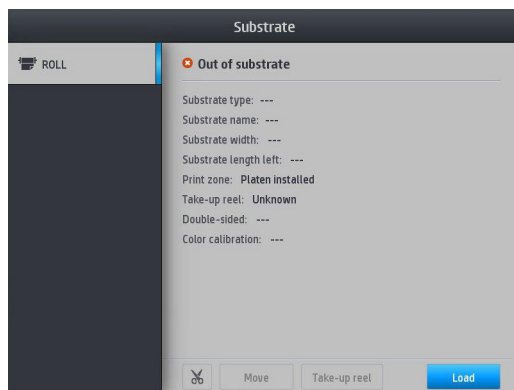 Substrate
ROLL
Out of substrate
Substrate type: ---
Substrate name: ---
Substrate width: ---
Substrate length left: ---
Print zone: Platen installed
Take-up reel: Unknown
Double-sided: ---
Color calibration: ---
Move
Take-up reel
Load